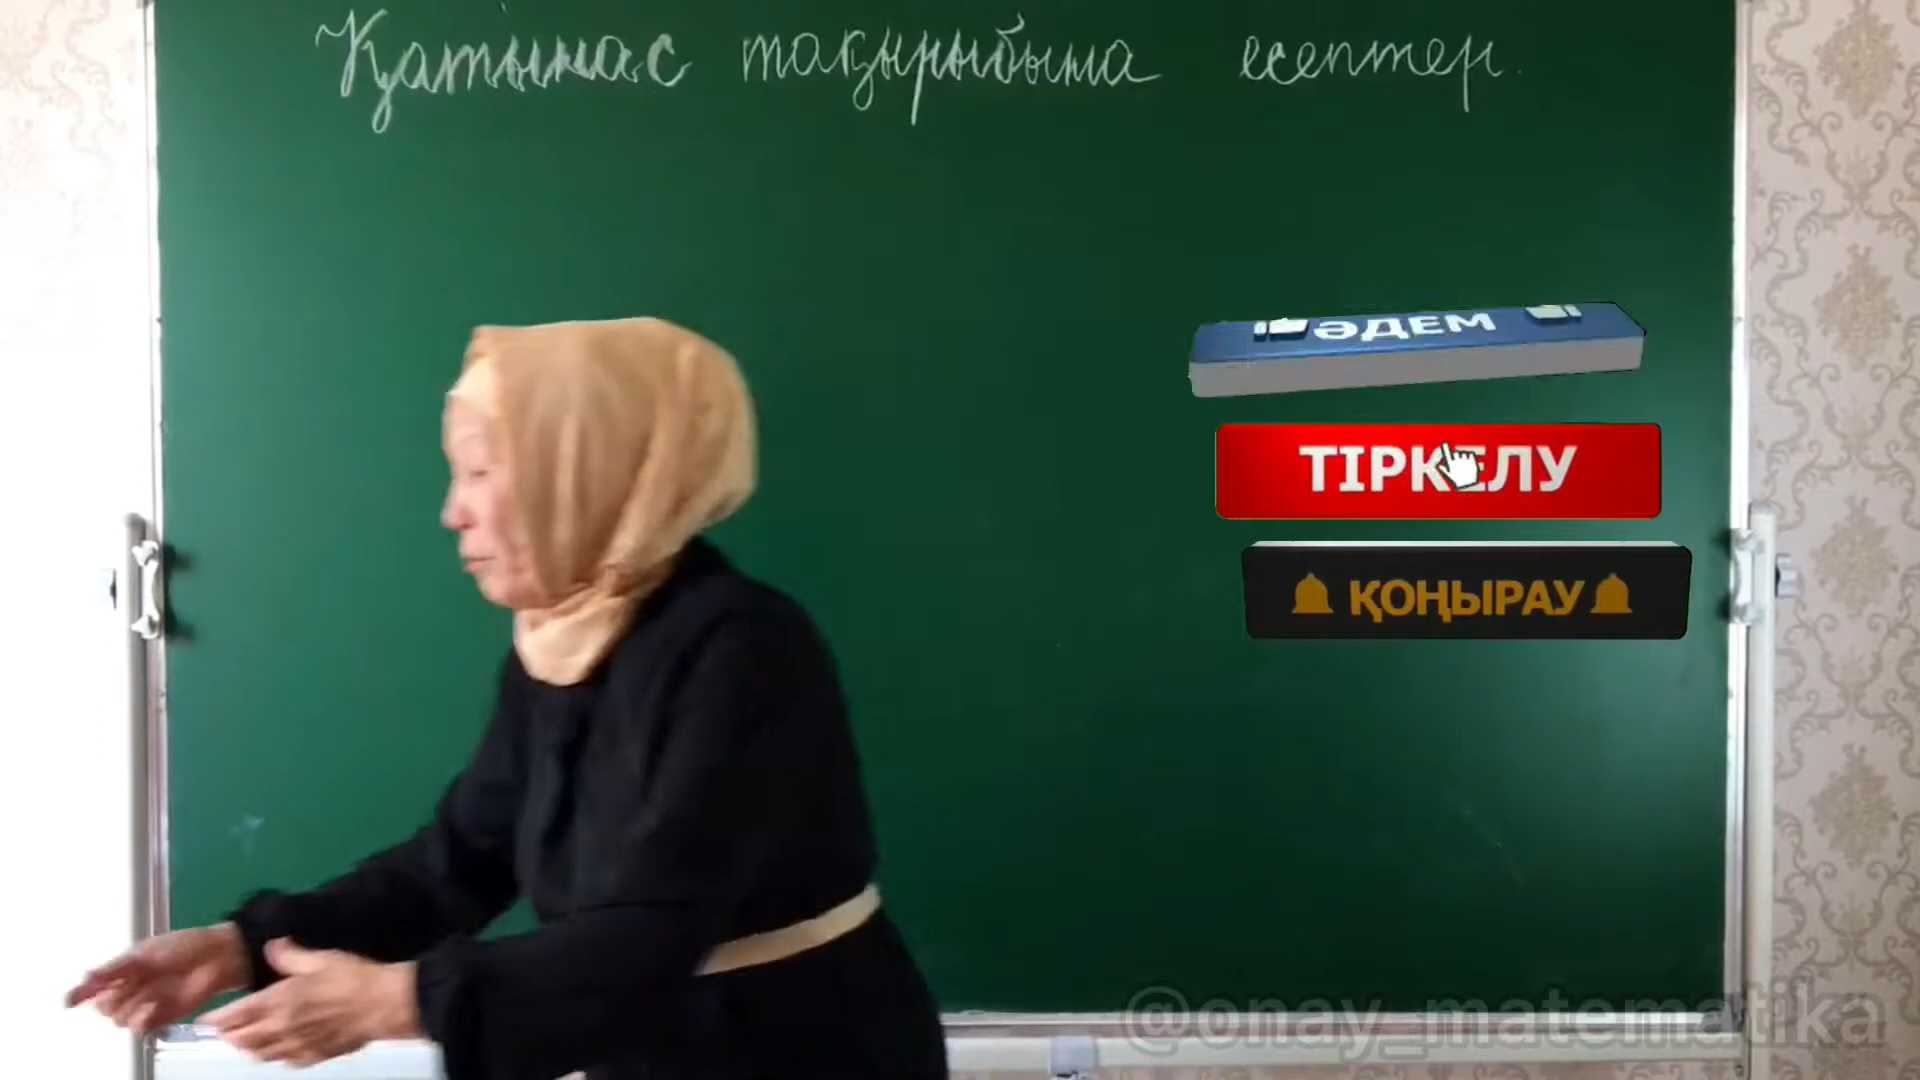 Қатынас тақырыбына есептер.
ӘДЕМ
ТІРКЕЛУ
ҚОҢЫРАУ
@onay_matematika